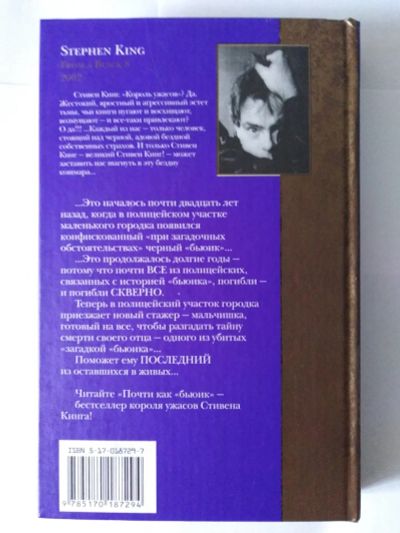 STEPHEN KING
FROM A BUICK 8
2002
Стивен Кинг. «Король ужасов»? Да.
Жестокий, яростный и агрессивный эстет
тьмы, чьи книги пугают и восхищают,
возмущают — и все-таки привлекают?
О да!!! ...Каждый из нас — только человек,
стоящий над черной, адовой бездной
собственных страхов. И только Стивен
Кинг — великий Стивен Кинг! — может
заставить нас шагнуть в эту бездну
кошмара...
...Это началось почти двадцать лет
назад, когда в полицейском участке
маленького городка появился
конфискованный «при загадочных
обстоятельствах» черный «бьюик»...
...Это продолжалось долгие годы —
потому что почти ВСЕ из полицейских,
связанных с историей «бьюика», погибли —
и погибли СКВЕРНО.
Теперь в полицейский участок городка
приезжает новый стажер — мальчишка,
готовый на все, чтобы разгадать тайну
смерти своего отца — одного из убитых
«загадкой «бьюика»...
Поможет ему ПОСЛЕДНИЙ
из оставшихся в живых...
Читайте «Почти как «бьюик» —
бестселлер короля ужасов Стивена
Кинга!
ISBN 5-17-018729-7
9 785170 187294